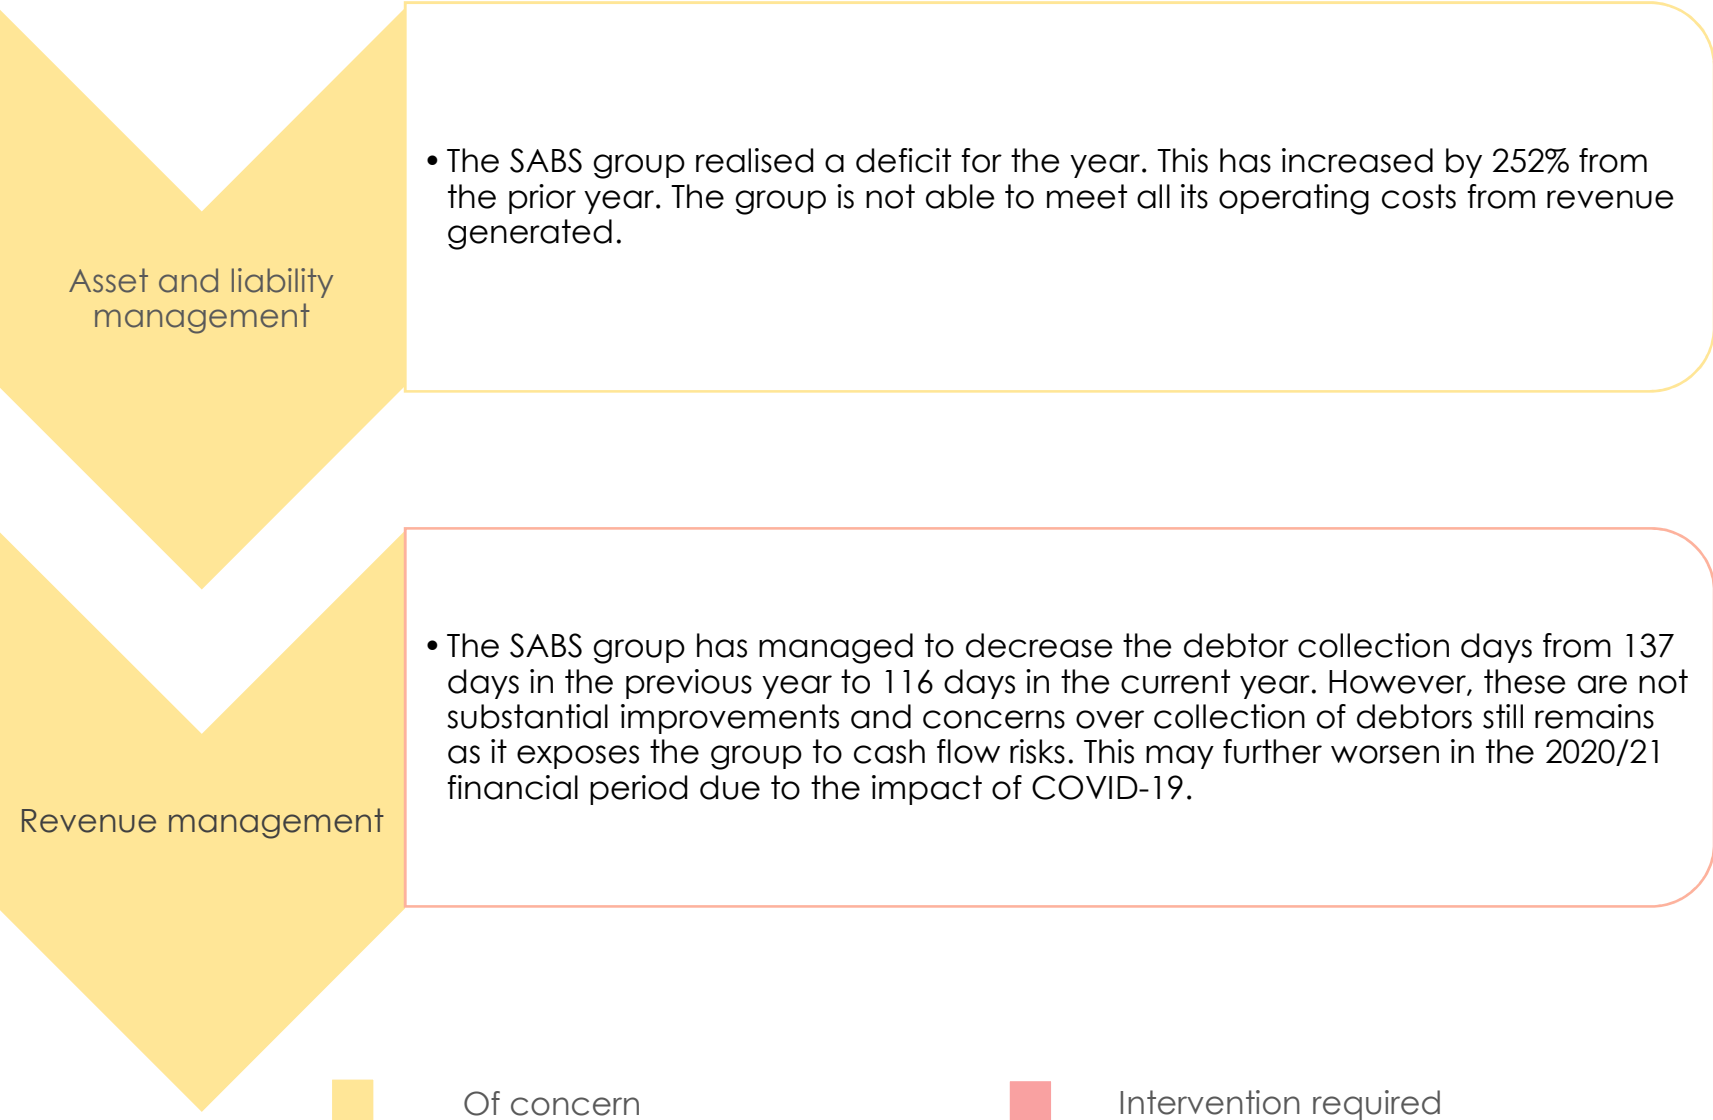 Asset and liability
management
• The SABS group realised a deficit for the year. This has increased by 252% from
the prior year. The group is not able to meet all its operating costs from revenue
generated.
Revenue management
• The SABS group has managed to decrease the debtor collection days from 137
days in the previous year to 116 days in the current year. However, these are not
substantial improvements and concerns over collection of debtors still remains
as it exposes the group to cash flow risks. This may further worsen in the 2020/21
financial period due to the impact of COVID-19.
Of concern
Intervention required